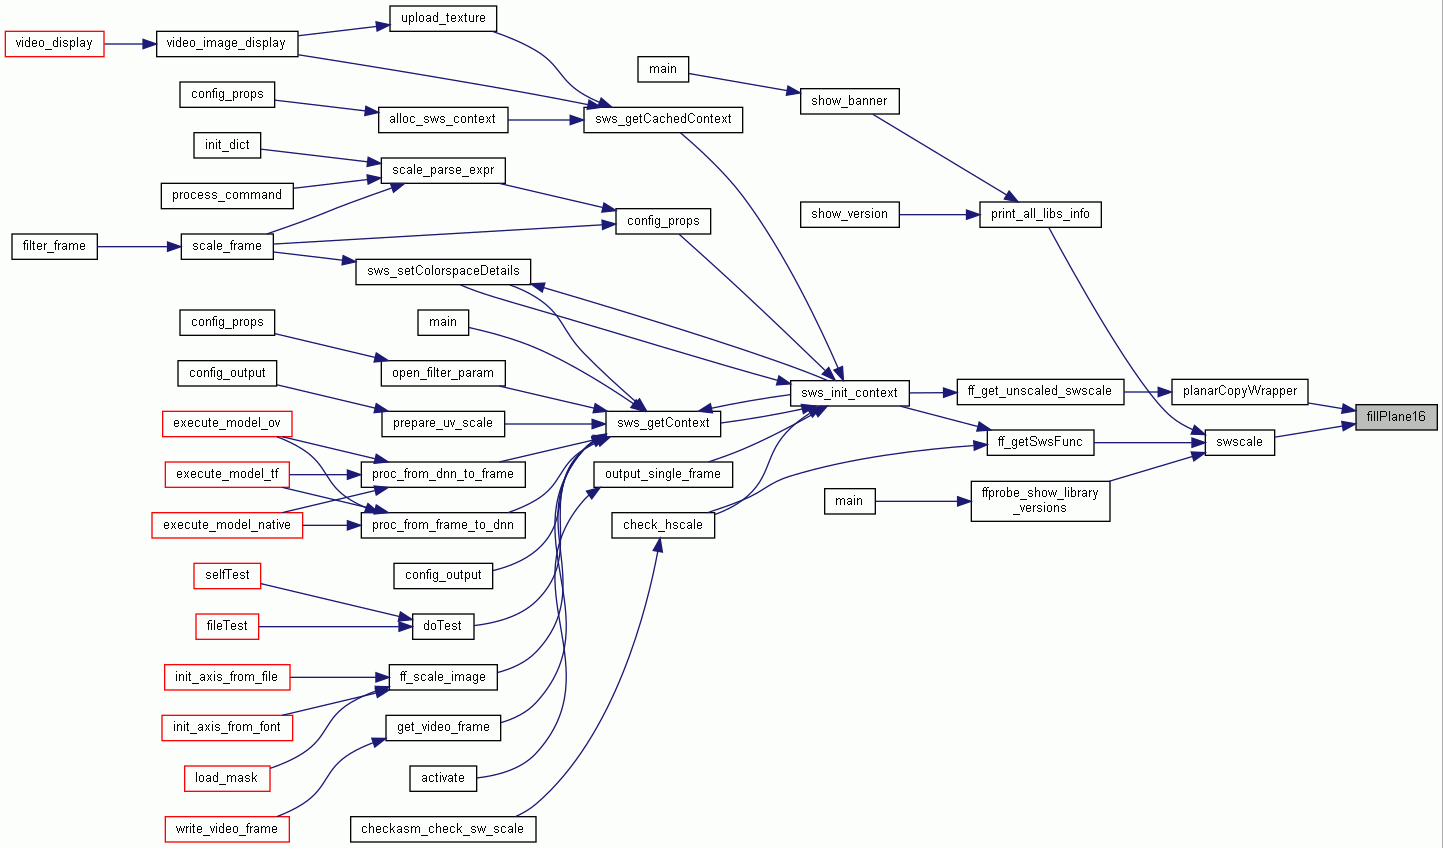 upload_texture
video_display
video_image_display
main
config_props
show_banner
alloc_sws_context
sws_getCachedContext
init_dict
scale_parse_expr
process_command
show_version
print_all_libs_info
config_props
filter_frame
scale_frame
sws_setColorspaceDetails
config_props
main
open_filter_param
config_output
sws_init_context
ff_get_unscaled_swscale
planarCopyWrapper
fillPlane16
execute_model_ov
prepare_uv_scale
sws_getContext
ff_getSwsFunc
swscale
execute_model_tf
proc_from_dnn_to_frame
output_single_frame
main
ffprobe_show_library
_versions
execute_model_native
proc_from_frame_to_dnn
check_hscale
selfTest
config_output
fileTest
doTest
init_axis_from_file
ff_scale_image
init_axis_from_font
get_video_frame
load_mask
activate
write_video_frame
checkasm_check_sw_scale